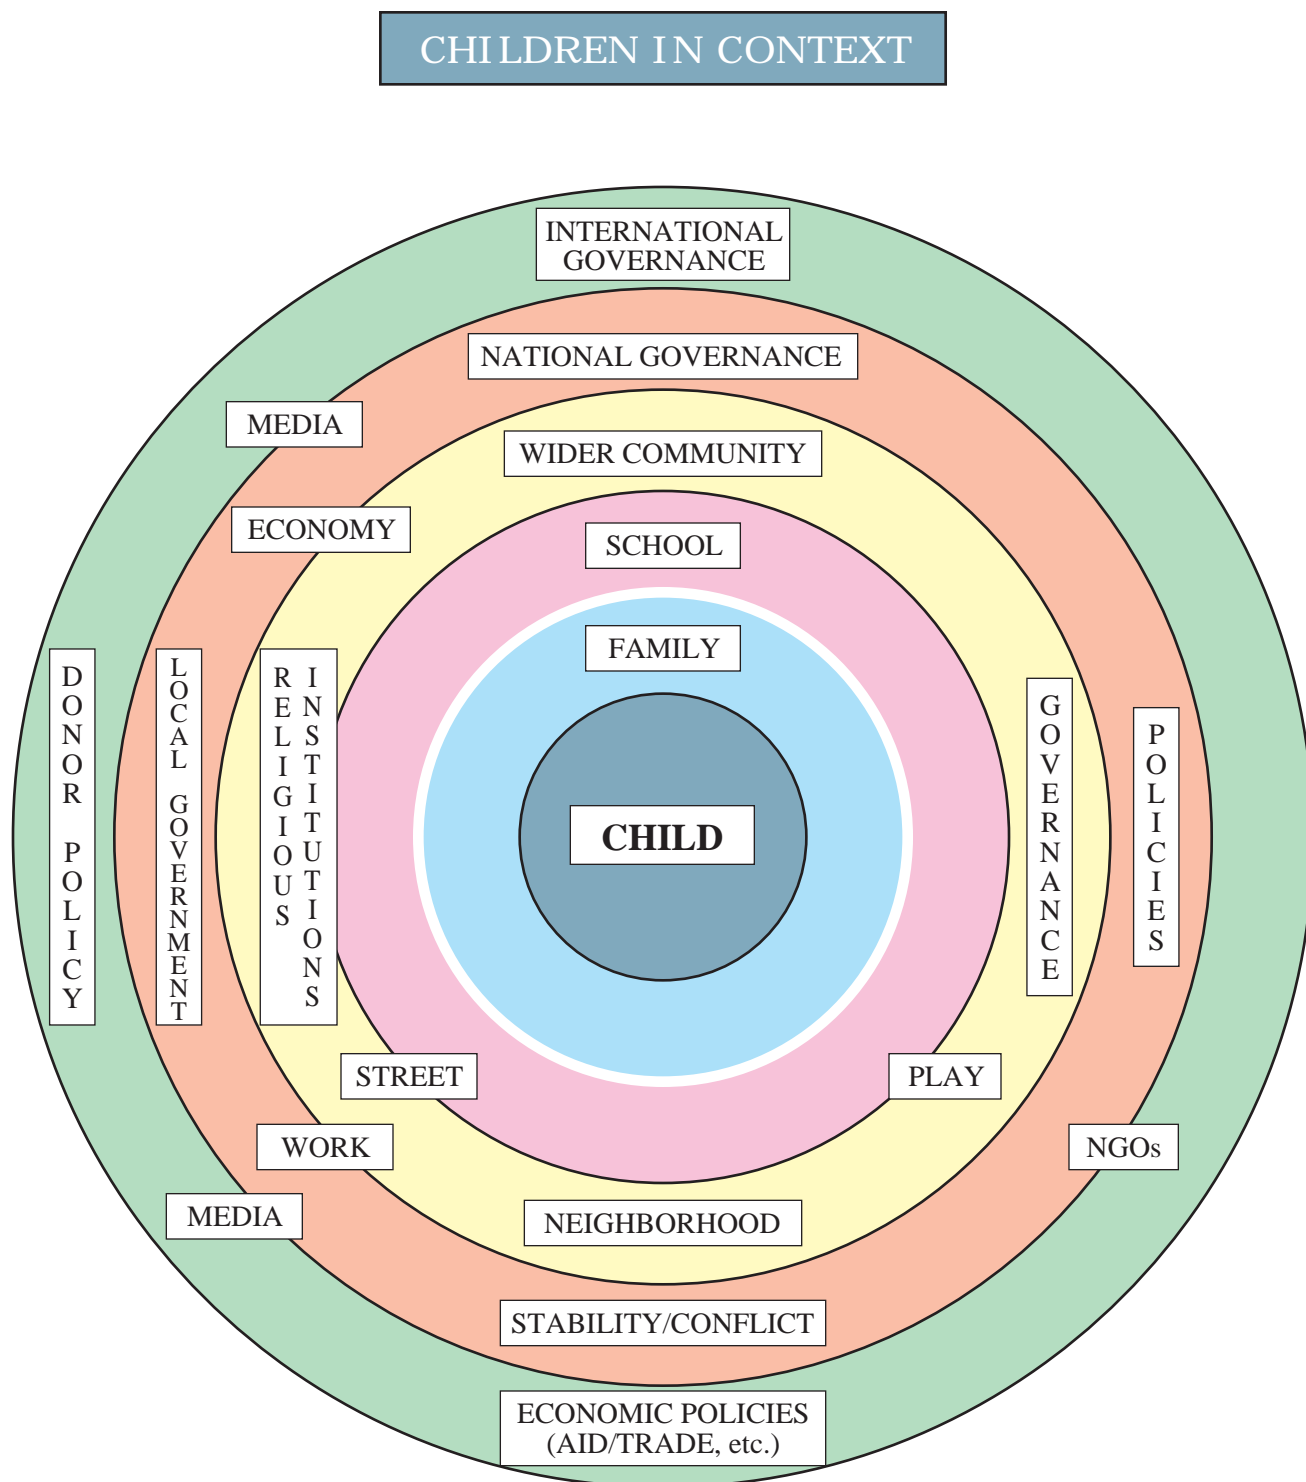 CHILDREN IN CONTEXT
INTERNATIONAL
GOVERNANCE
NATIONAL GOVERNANCE
MEDIA
WIDER COMMUNITY
ECONOMY
SCHOOL
FAMILY
DONOR POLICY
LOCAL GOVERNMENT
RELIGIOUS
INSTITUTIONS
CHILD
GOVERNANCE
POLICIES
STREET
PLAY
WORK
NGOs
MEDIA
NEIGHBORHOOD
STABILITY/CONFLICT
ECONOMIC POLICIES
(AID/TRADE, etc.)